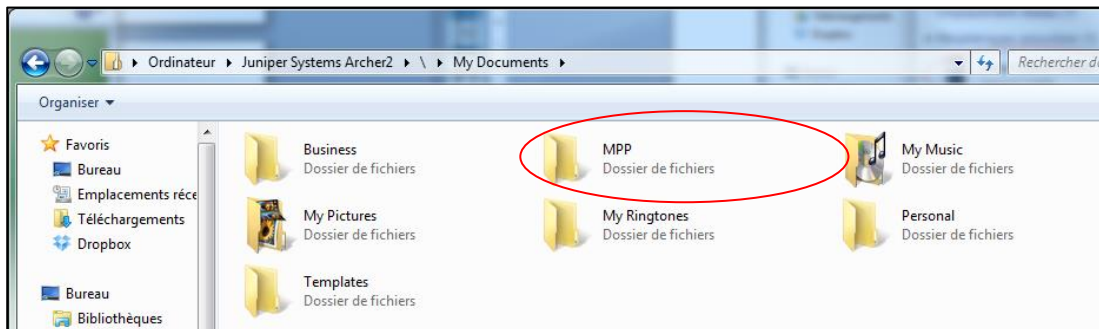 Ordinateur ▸ Juniper Systems Archer2 ▸ \ ▸ My Documents ▸
Rechercher d
Organiser
Favoris
Bureau
Emplacements réce
Téléchargements
Dropbox
Bureau
Bibliothèques
Business
Dossier de fichiers
MPP
Dossier de fichiers
My Music
Dossier de fichiers
My Pictures
Dossier de fichiers
My Ringtones
Dossier de fichiers
Personal
Dossier de fichiers
Templates
Dossier de fichiers